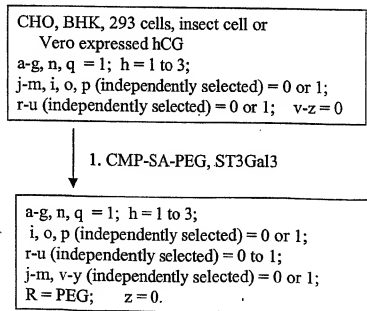 CHO, BHK, 293 cells, insect cell or
Vero expressed hCG
a-g, n, q = 1; h = 1 to 3;
j-m, i, o, p (independently selected) = 0 or 1;
r-u (independently selected) = 0 or 1; v-z = 0
1. CMP-SA-PEG, ST3Gal3
a-g, n, q = 1; h = 1 to 3;
i, o, p (independently selected) = 0 or 1;
r-u (independently selected) = 0 to 1;
j-m, v-y (independently selected) = 0 or 1;
R = PEG; z = 0.